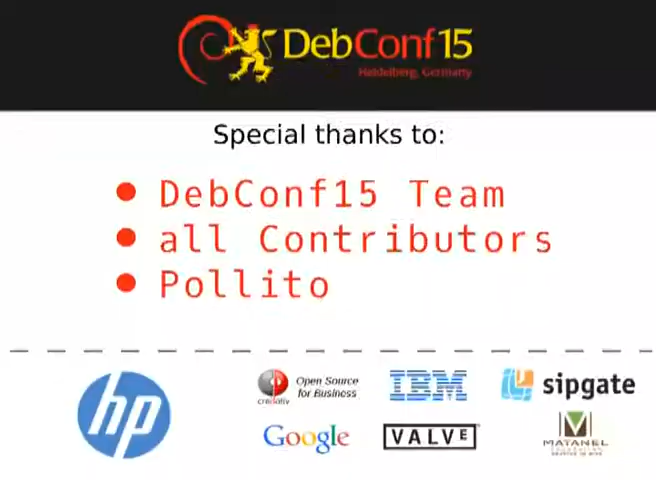 DebConf15
Heidelberg, Germany
Special thanks to:
DebConf15 Team
all Contributors
Pollito
hp
credativ
Open Source
for Business
IBM
sipgate
Google
VALVE
MATANEL